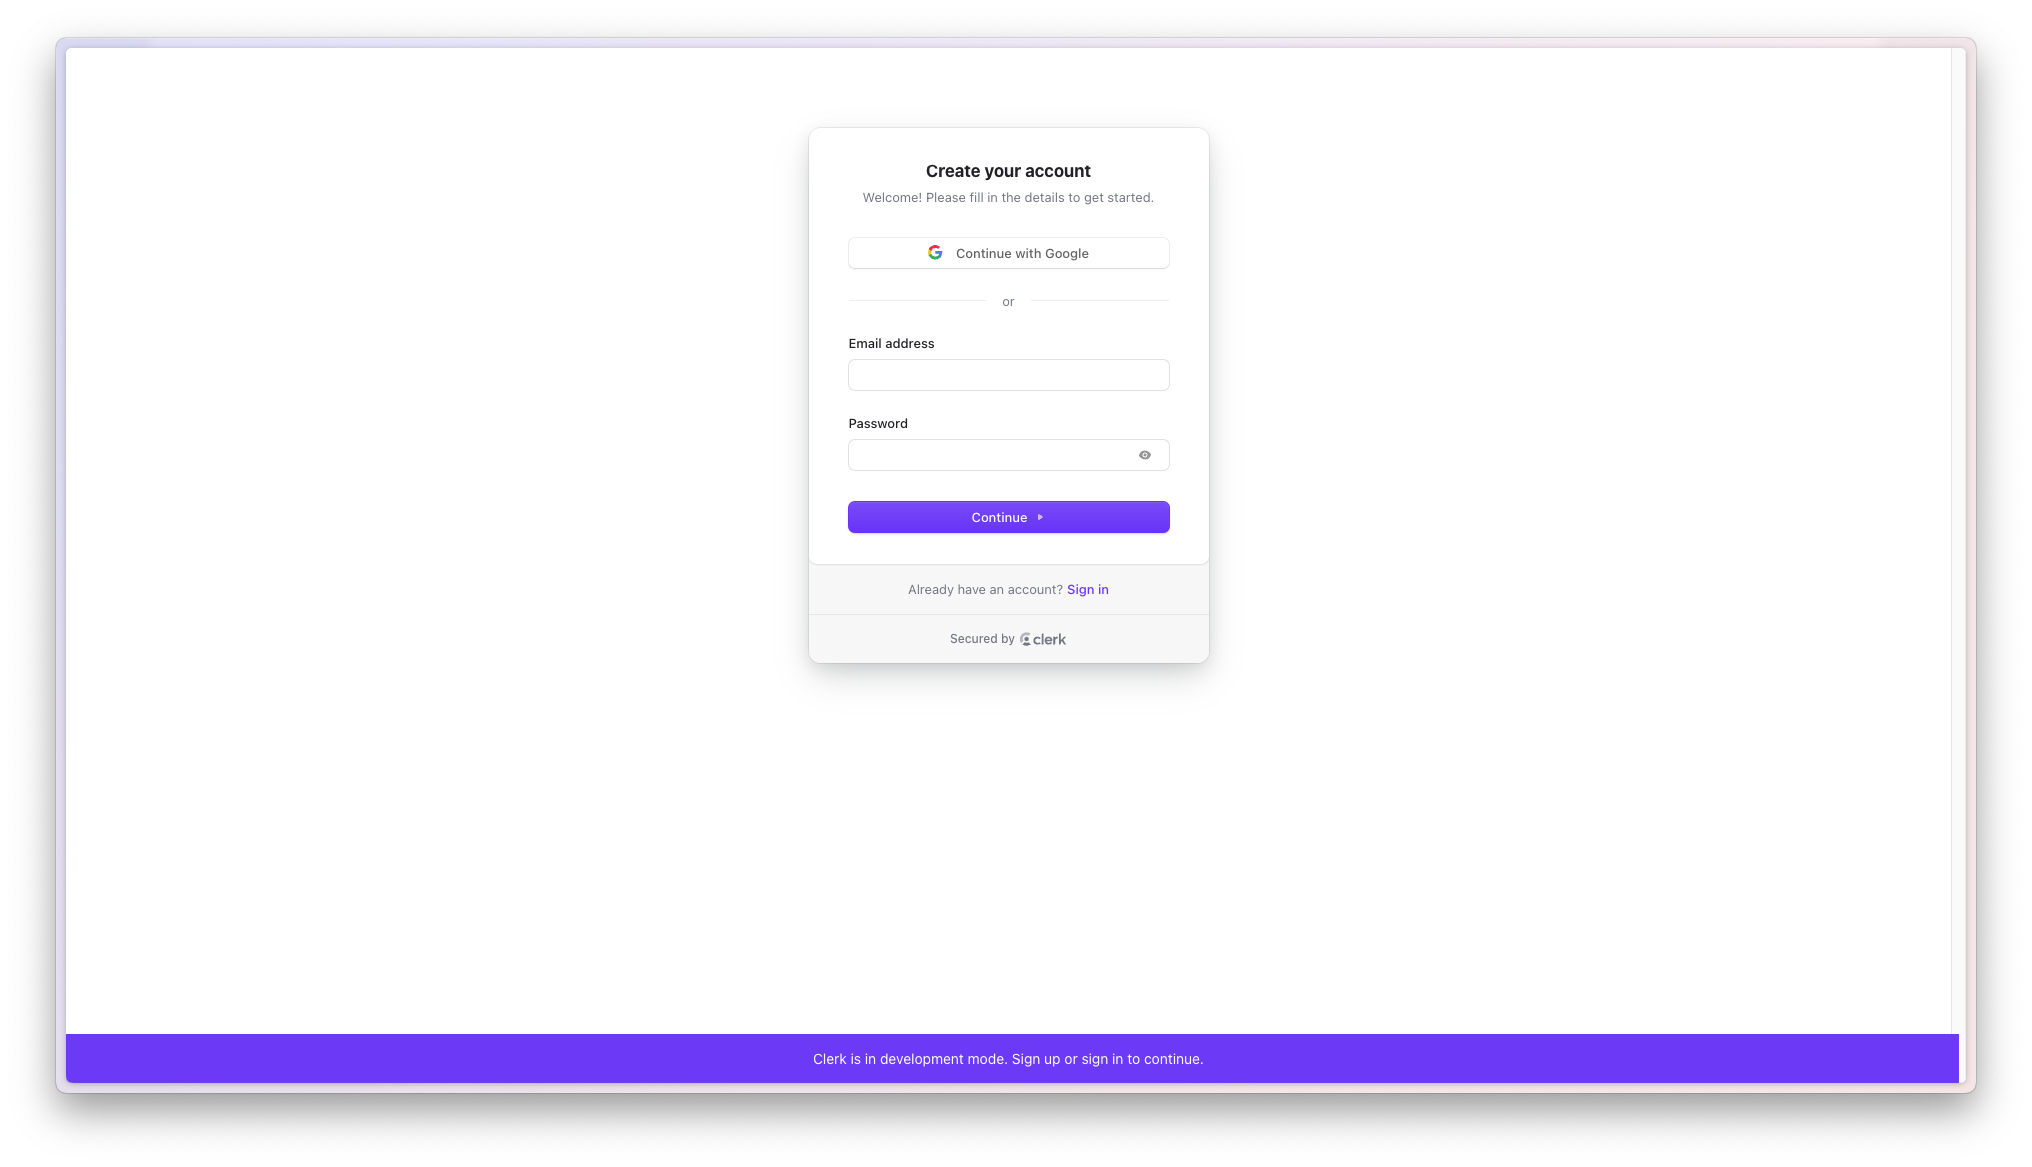 Create your account
Welcome! Please fill in the details to get started.
Continue with Google
or
Email address
Password
Continue
Already have an account? Sign in
Secured by clerk
Clerk is in development mode. Sign up or sign in to continue.